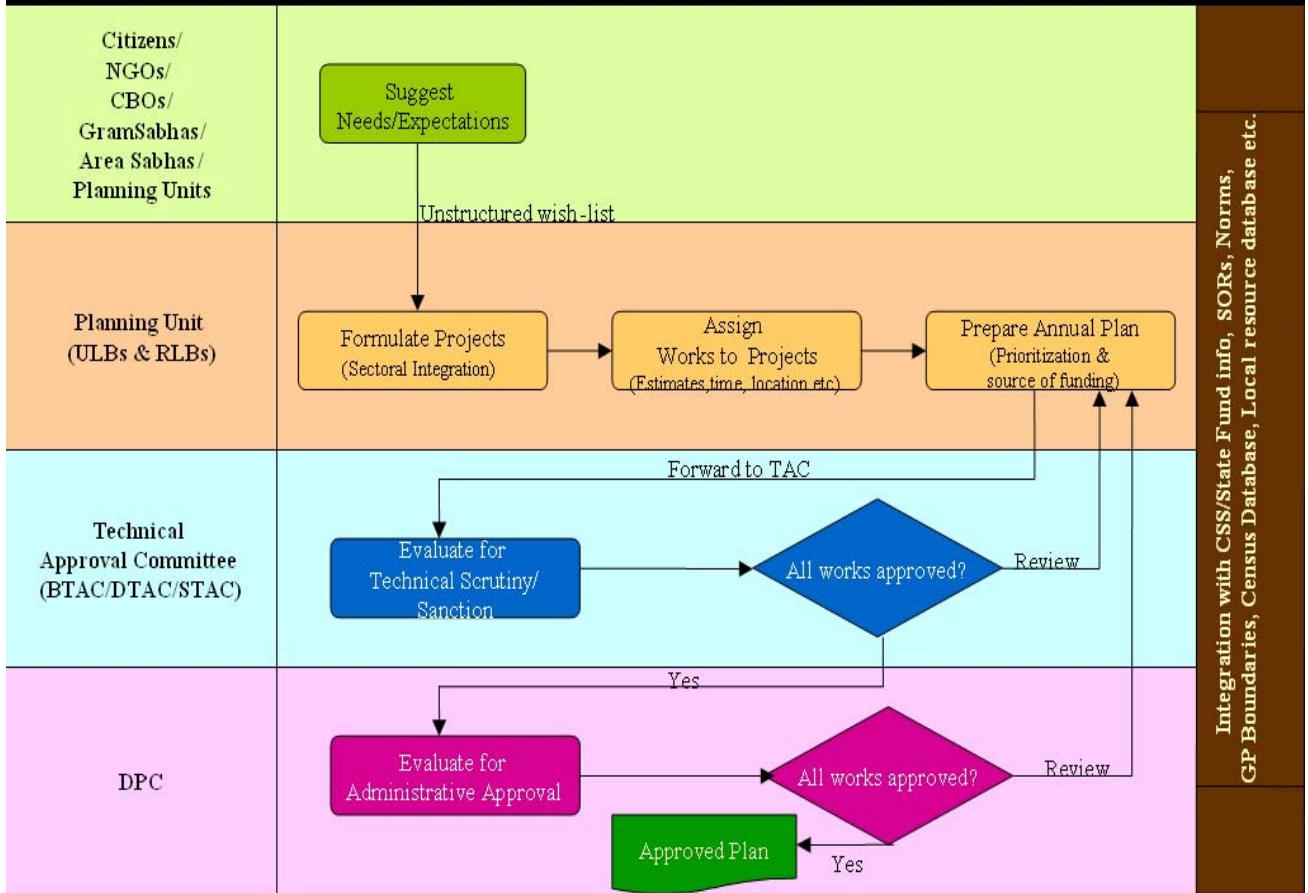 Citizens/
NGOs/
CBOs/
GramSabhas/
Area Sabhas/
Planning Units
Suggest
Needs/Expectations
Unstructured wish-list
Planning Unit
(ULBs & RLBs)
Formulate Projects
(Sectoral Integration)
Assign
Works to Projects
(Estimates,time, location etc)
Prepare Annual Plan
(Prioritization &
source of funding)
Forward to TAC
Technical
Approval Committee
(BTAC/DTAC/STAC)
Evaluate for
Technical Scrutiny/
Sanction
All works approved?
Review
Yes
DPC
Evaluate for
Administrative Approval
All works approved?
Review
Yes
Approved Plan
Integration with CSS/State Fund info, SORs, Norms,
GP Boundaries, Census Database, Local resource database etc.